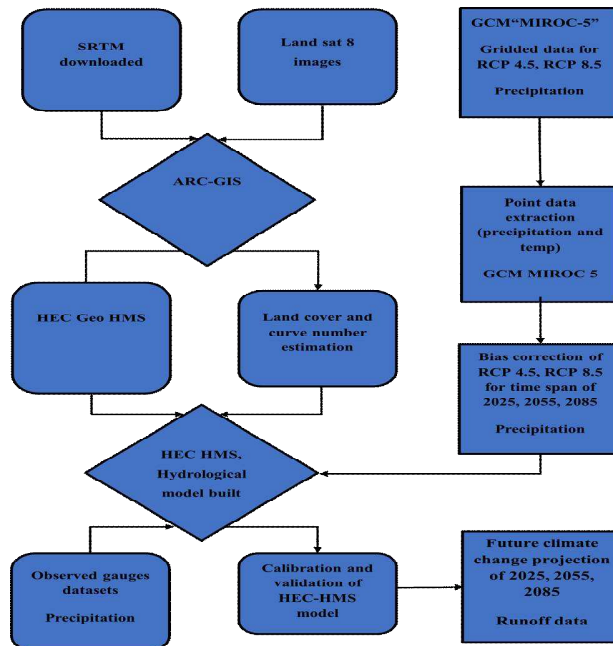 SRTM
downloaded
Land sat 8
images
GCM“MIROC-5”
Gridded data for
RCP 4.5, RCP 8.5
Precipitation
ARC-GIS
Point data
extraction
(precipitation and
temp)
GCM MIROC 5
HEC Geo HMS
Land cover and
curve number
estimation
Bias correction of
RCP 4.5, RCP 8.5
for time span of
2025, 2055, 2085
Precipitation
HEC HMS,
Hydrological
model built
Observed gauges
datasets
Precipitation
Calibration and
validation of
HEC-HMS
model
Future climate
change projection
of 2025, 2055,
2085
Runoff data